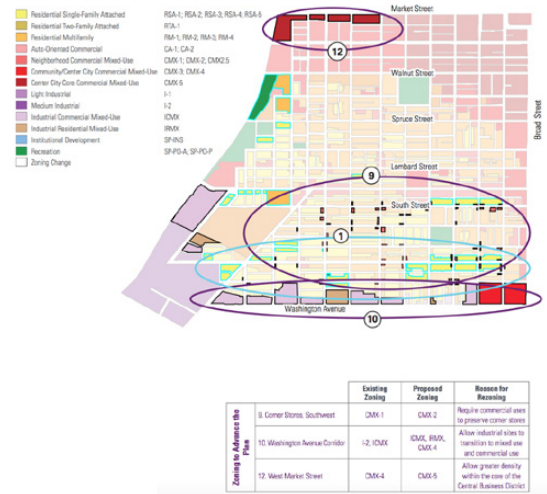 Residential Single-Family Attached RSA-1; RSA-2; RSA-3; RSA-4; RSA-5
Residential Two-Family Attached RTA-1
Residential Multifamily RM-1; RM-2; RM-3; RM-4
Auto-Oriented Commercial CA-1; CA-2
Neighborhood Commercial Mixed-Use CMX-1; CMX-2; CMX2.5
Community/Center City Commercial Mixed-Use CMX-3; CMX-4
Center City Core Commercial Mixed-Use CMX-5
Light Industrial I-1
Medium Industrial I-2
Industrial Commercial Mixed-Use ICMX
Industrial Residential Mixed-Use IRMX
Institutional Development SP-INS
Recreation SP-PO-A; SP-PO-P
Zoning Change
Market Street
12
Walnut Street
Spruce Street
Broad Street
Lombard Street
9
South Street
1
Washington Avenue
10
Zoning to Advance the Plan
Existing Zoning
Proposed Zoning
Reason for Rezoning
9. Corner Stores, Southwest
CMX-1
CMX-2
Require commercial uses
to preserve corner stores
10. Washington Avenue Corridor
I-2, ICMX
ICMX, IRMX,
CMX-4
Allow industrial sites to
transition to mixed use
and commercial use
12. West Market Street
CMX-4
CMX-5
Allow greater density
within the core of the
Central Business District